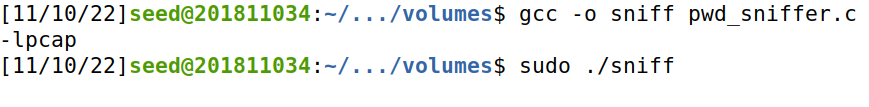 [11/10/22]seed@201811034:~/.../volumes$ gcc -o sniff pwd_sniffer.c
-lpcap
[11/10/22]seed@201811034:~/.../volumes$ sudo ./sniff